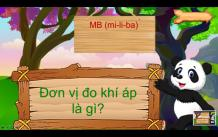 MB (mi-li-ba)
Đơn vị đo khí áp
là gì?